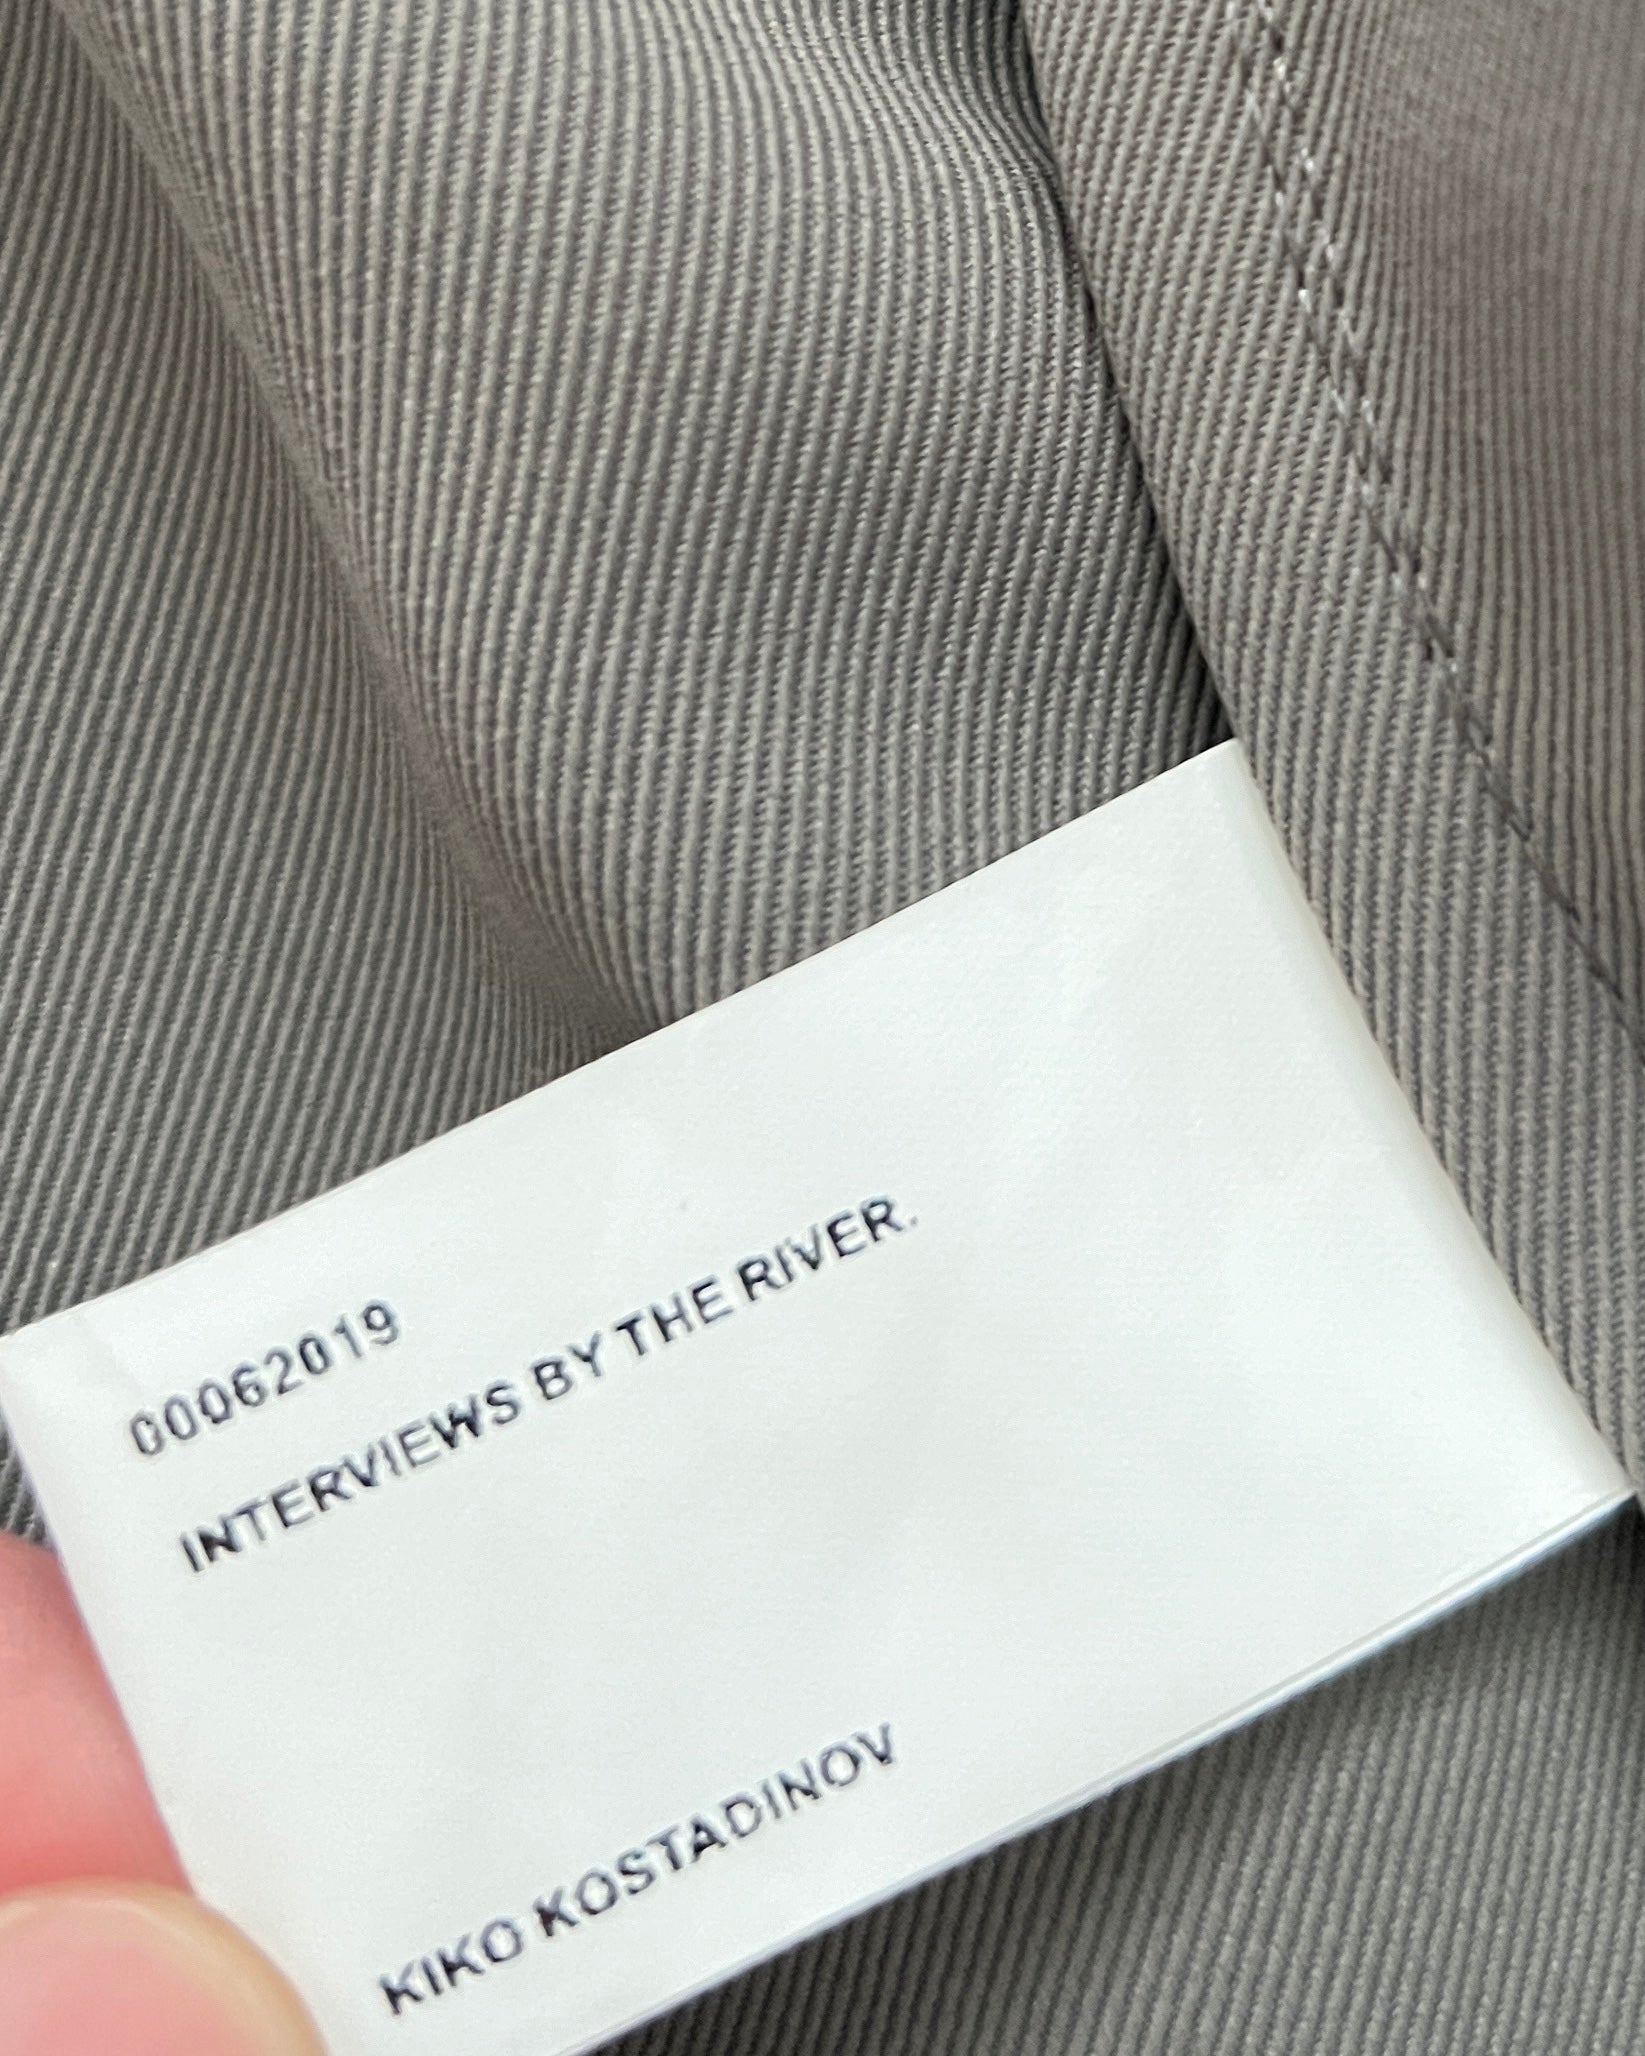 00062019
INTERVIEWS BY THE RIVER.
KIKO KOSTADINOV